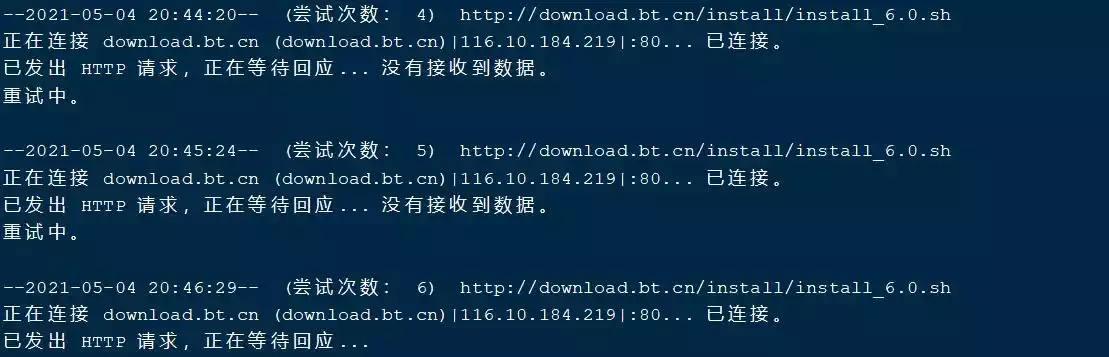 --2021-05-04 20:44:20--  (尝试次数： 4)  http://download.bt.cn/install/install_6.0.sh
正在连接 download.bt.cn (download.bt.cn)|116.10.184.219|:80... 已连接。
已发出 HTTP 请求，正在等待回应... 没有接收到数据。
重试中。
--2021-05-04 20:45:24--  (尝试次数： 5)  http://download.bt.cn/install/install_6.0.sh
正在连接 download.bt.cn (download.bt.cn)|116.10.184.219|:80... 已连接。
已发出 HTTP 请求，正在等待回应... 没有接收到数据。
重试中。
--2021-05-04 20:46:29--  (尝试次数： 6)  http://download.bt.cn/install/install_6.0.sh
正在连接 download.bt.cn (download.bt.cn)|116.10.184.219|:80... 已连接。
已发出 HTTP 请求，正在等待回应...